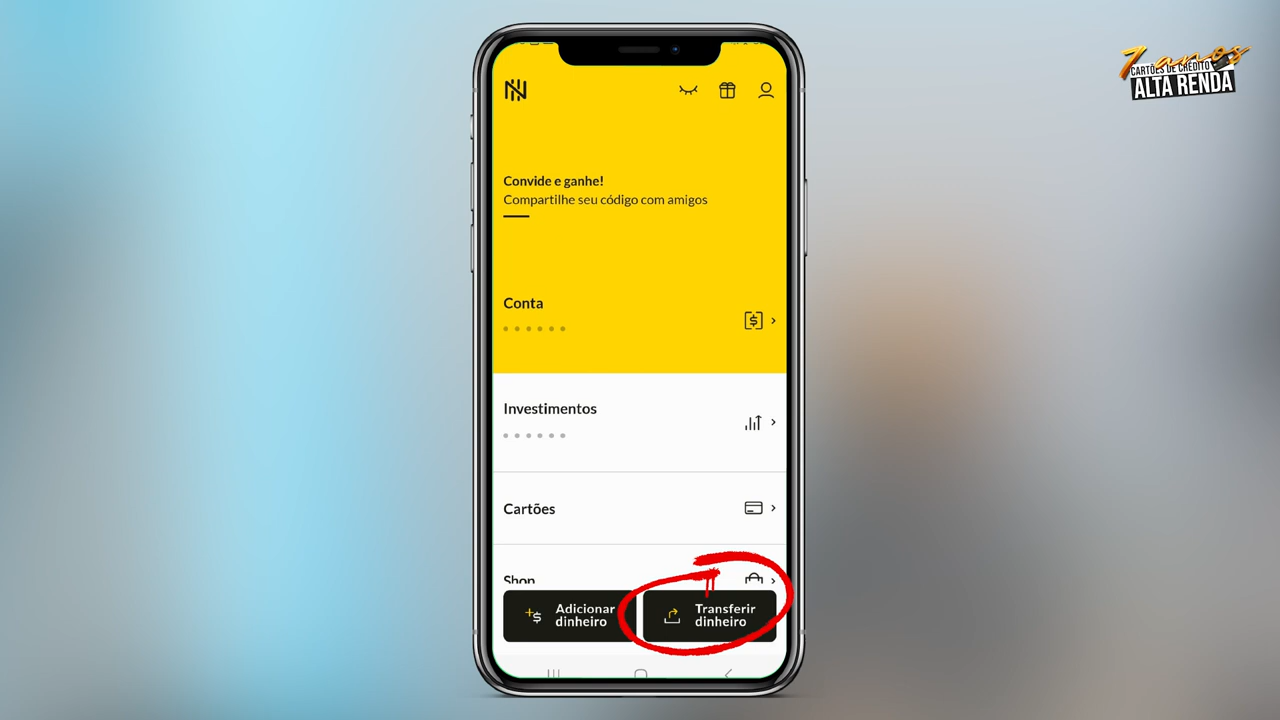 7 anos
CARTÕES DE CRÉDITO
ALTA RENDA
Convide e ganhe!
Compartilhe seu código com amigos
Conta
Investimentos
Cartões
Shop
Adicionar
dinheiro
Transferir
dinheiro